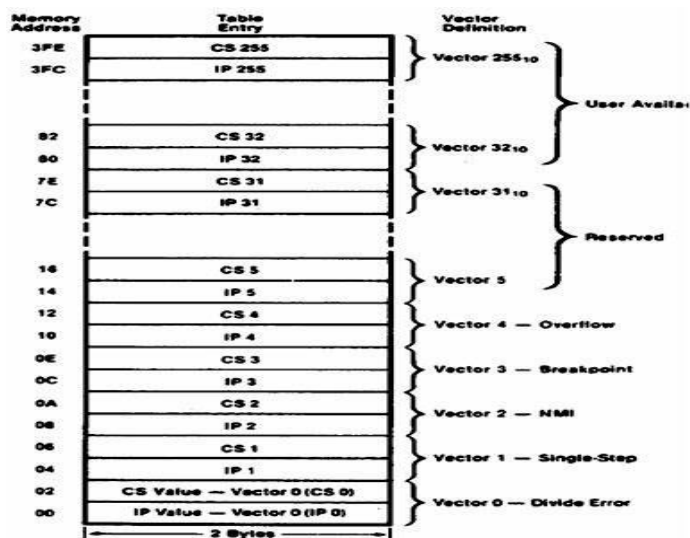 Memory Address
Table Entry
Vector Definition
3FE CS 255
3FC IP 255
Vector 255₁₀
User Availa
82 CS 32
80 IP 32
Vector 32₁₀
7E CS 31
7C IP 31
Vector 31₁₀
Reserved
16 CS 5
14 IP 5
Vector 5
12 CS 4
10 IP 4
Vector 4 — Overflow
0E CS 3
0C IP 3
Vector 3 — Breakpoint
0A CS 2
08 IP 2
Vector 2 — NMI
06 CS 1
04 IP 1
Vector 1 — Single-Step
02 CS Value — Vector 0 (CS 0)
00 IP Value — Vector 0 (IP 0)
Vector 0 — Divide Error
2 Bytes